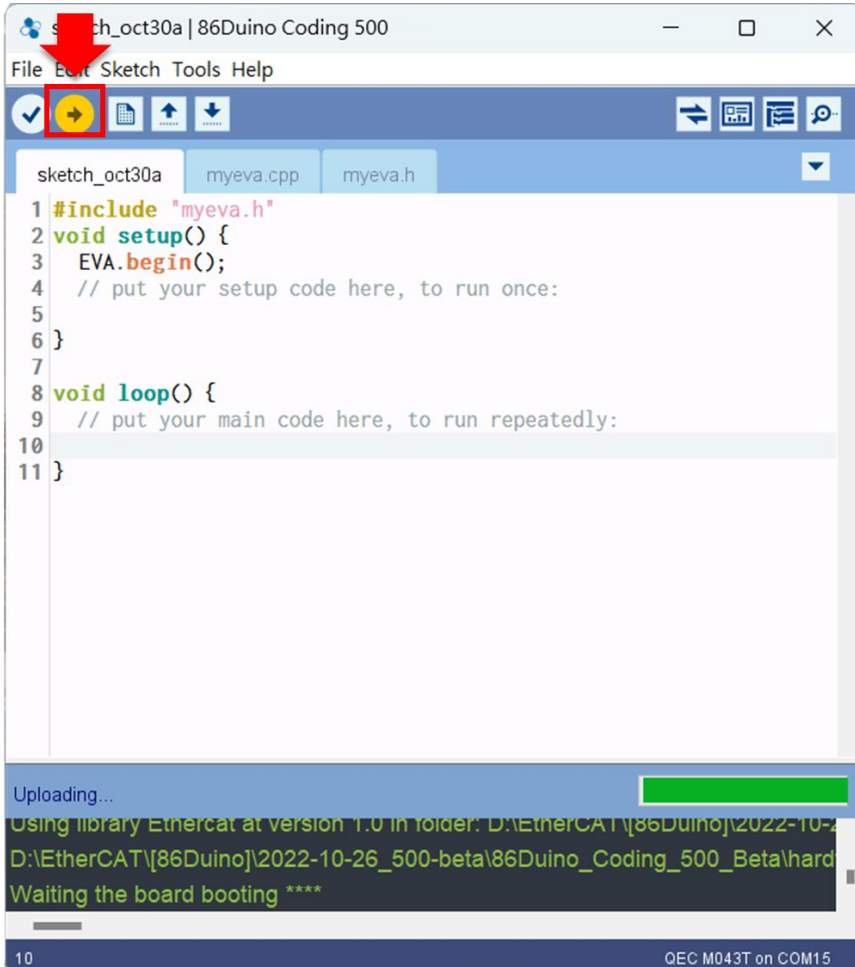 sketch_oct30a | 86Duino Coding 500
File Edit Sketch Tools Help
sketch_oct30a myeva.cpp myeva.h
1 #include "myeva.h"
2 void setup() {
3 EVA.begin();
4 // put your setup code here, to run once:
5
6 }
7
8 void loop() {
9 // put your main code here, to run repeatedly:
10
11 }
Uploading...
Using library Ethercat at version 1.0 in folder: D:\EtherCAT\[86Duino]\2022-10-2
D:\EtherCAT\[86Duino]\2022-10-26_500-beta\86Duino_Coding_500_Beta\hard
Waiting the board booting ****
10 QEC M043T on COM15